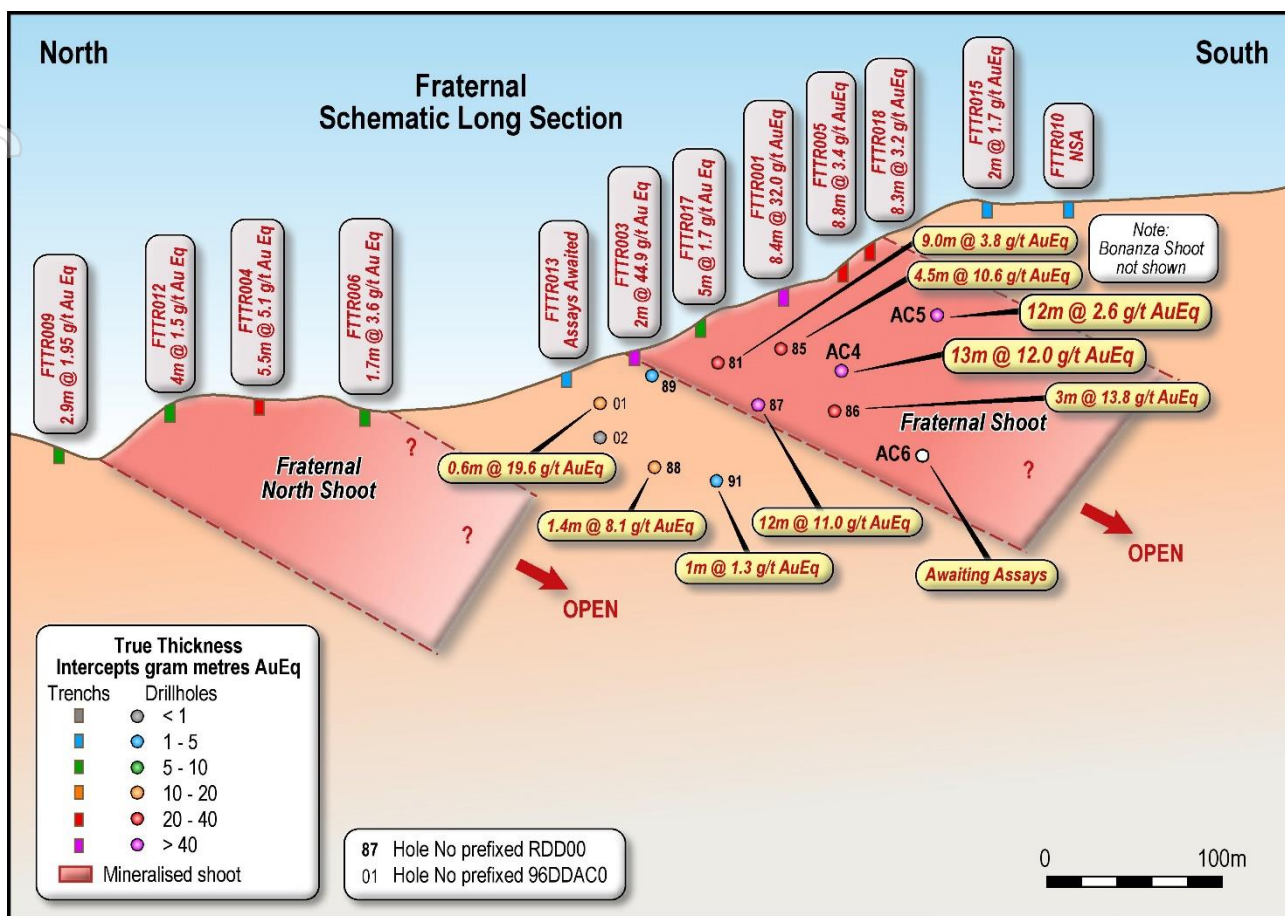 North
South
Fraternal
Schematic Long Section
FTTR009
2.9m @ 1.95 g/t Au Eq
FTTR012
4m @ 1.5 g/t Au Eq
FTTR004
5.5m @ 5.1 g/t Au Eq
FTTR006
1.7m @ 3.6 g/t Au Eq
FTTR013
Assays Awaited
FTTR003
2m @ 44.9 g/t Au Eq
FTTR017
5m @ 1.7 g/t Au Eq
FTTR001
8.4m @ 32.0 g/t AuEq
FTTR005
8.8m @ 3.4 g/t AuEq
FTTR018
8.3m @ 3.2 g/t AuEq
FTTR015
2m @ 1.7 g/t AuEq
FTTR010
NSA
Note:
Bonanza Shoot
not shown
9.0m @ 3.8 g/t AuEq
4.5m @ 10.6 g/t AuEq
AC5
12m @ 2.6 g/t AuEq
81
85
AC4
13m @ 12.0 g/t AuEq
89
87
86
3m @ 13.8 g/t AuEq
01
02
Fraternal Shoot
AC6
?
?
Fraternal
North Shoot
?
0.6m @ 19.6 g/t AuEq
88
91
1.4m @ 8.1 g/t AuEq
12m @ 11.0 g/t AuEq
1m @ 1.3 g/t AuEq
Awaiting Assays
OPEN
OPEN
True Thickness
Intercepts gram metres AuEq
Trenchs Drillholes
< 1
1 - 5
5 - 10
10 - 20
20 - 40
> 40
Mineralised shoot
87 Hole No prefixed RDD00
01 Hole No prefixed 96DDAC0
0 100m